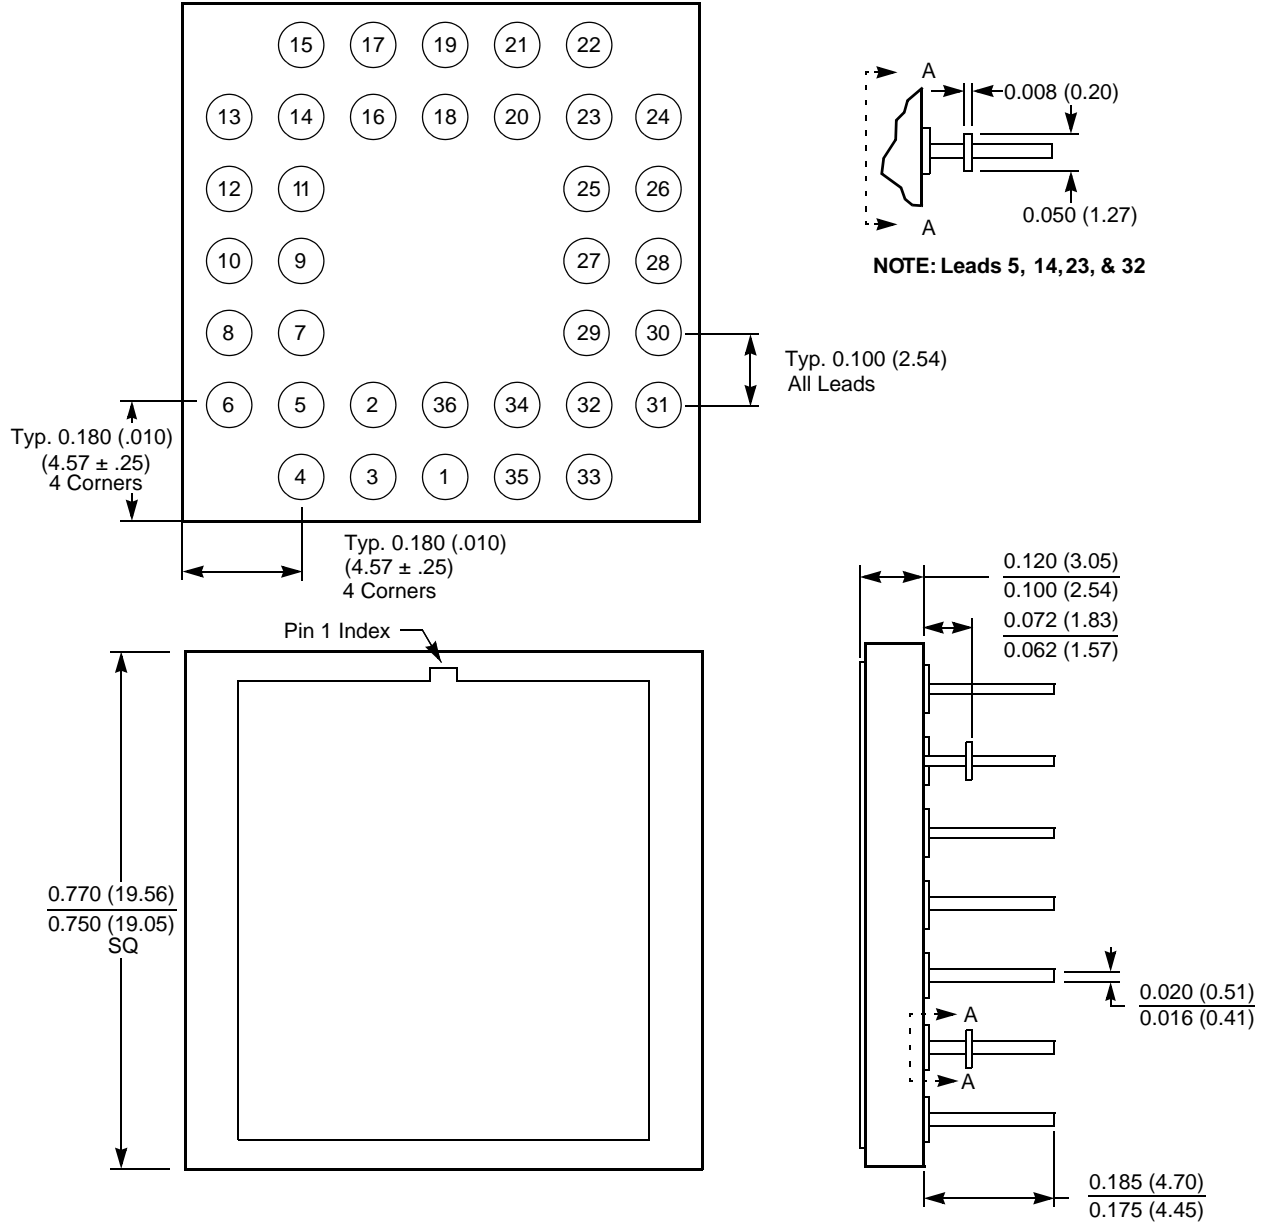 15 17 19 21 22
13 14 16 18 20 23 24
12 11 25 26
10 9 27 28
8 7 29 30
6 5 2 36 34 32 31
4 3 1 35 33
A
0.008 (0.20)
0.050 (1.27)
A
NOTE: Leads 5, 14, 23, & 32
Typ. 0.100 (2.54)
All Leads
Typ. 0.180 (.010)
(4.57 ± .25)
4 Corners
Typ. 0.180 (.010)
(4.57 ± .25)
4 Corners
Pin 1 Index
0.770 (19.56)
0.750 (19.05)
SQ
0.120 (3.05)
0.100 (2.54)
0.072 (1.83)
0.062 (1.57)
0.020 (0.51)
0.016 (0.41)
A
A
0.185 (4.70)
0.175 (4.45)